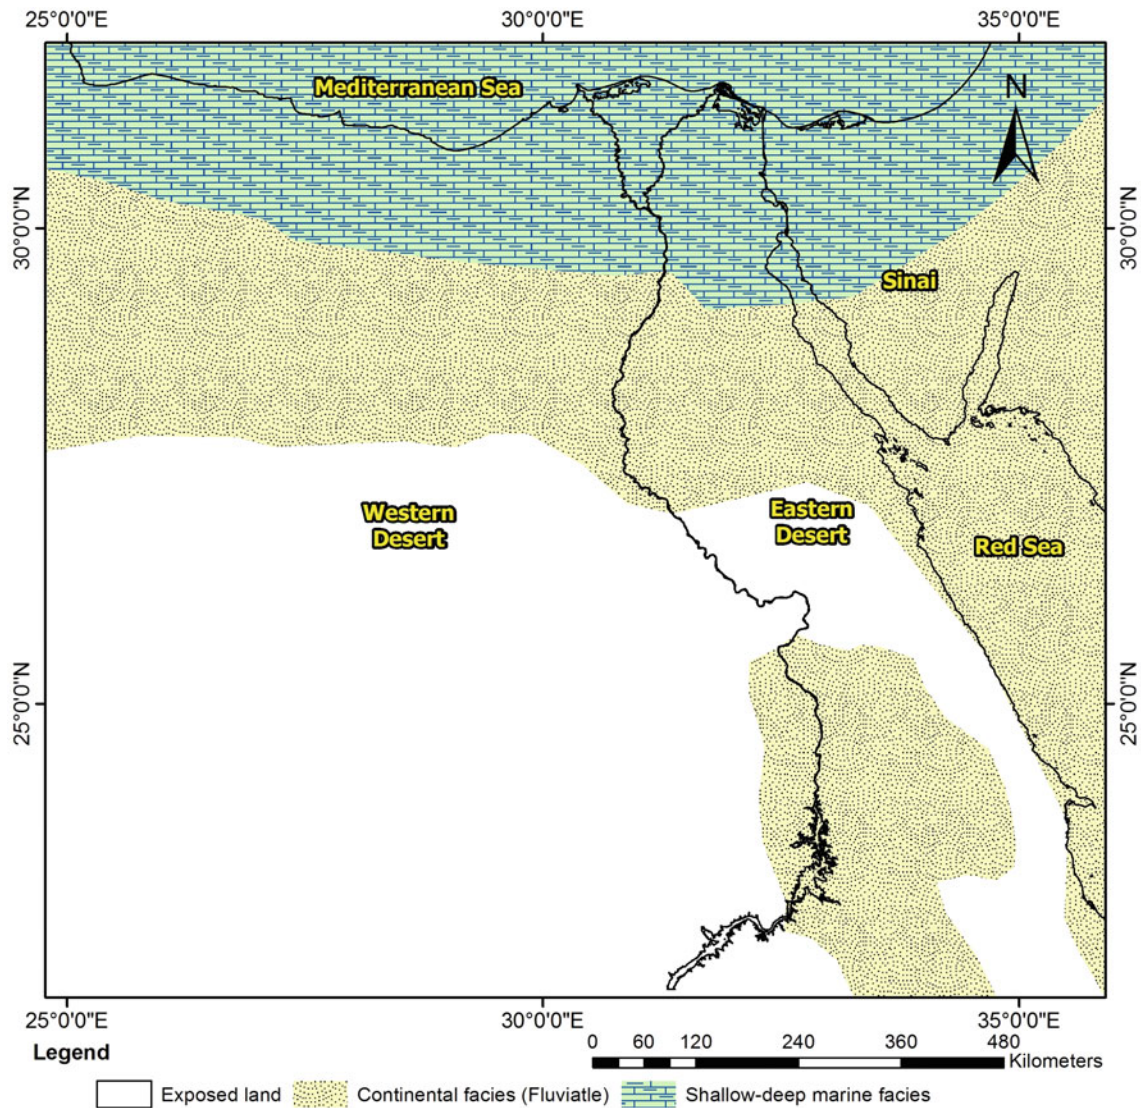 25°0'0"E 30°0'0"E 35°0'0"E
Mediterranean Sea
N
30°0'0"N 30°0'0"N
Sinai
Western
Desert
Eastern
Desert
Red Sea
25°0'0"N 25°0'0"N
25°0'0"E 30°0'0"E 35°0'0"E
Legend
0 60 120 240 360 480
Kilometers
Exposed land Continental facies (Fluviatle) Shallow-deep marine facies